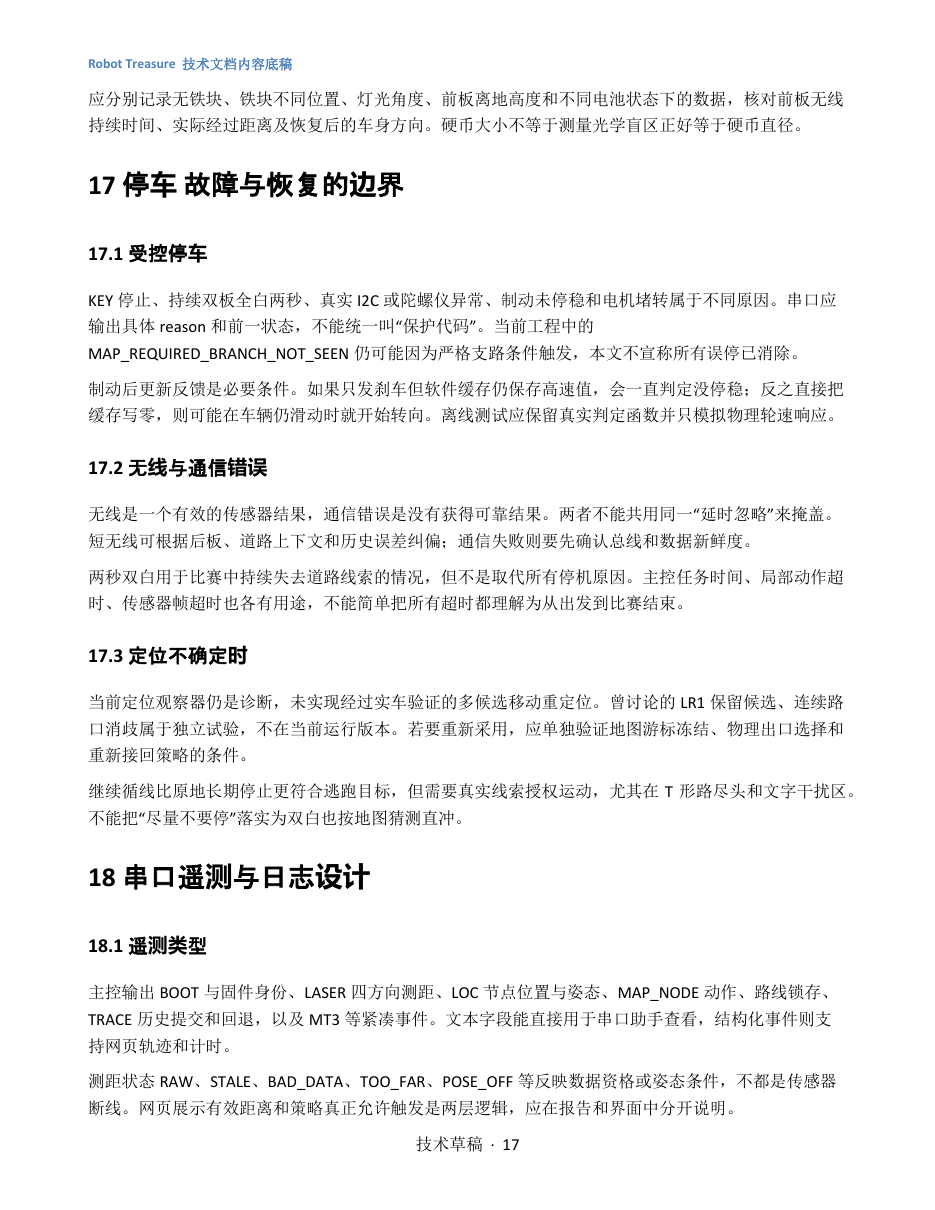 Robot Treasure 技术文档内容底稿
应分别记录无铁块、铁块不同位置、灯光角度、前板离地高度和不同电池状态下的数据，核对前板无线
持续时间、实际经过距离及恢复后的车身方向。硬币大小不等于测量光学盲区正好等于硬币直径。
17 停车 故障与恢复的边界
17.1 受控停车
KEY 停止、持续双板全白两秒、真实 I2C 或陀螺仪异常、制动未停稳和电机堵转属于不同原因。串口应
输出具体 reason 和前一状态，不能统一叫“保护代码”。当前工程中的
MAP_REQUIRED_BRANCH_NOT_SEEN 仍可能因为严格支路条件触发，本文不宣称所有误停已消除。
制动后更新反馈是必要条件。如果只发刹车但软件缓存仍保存高速值，会一直判定没停稳；反之直接把
缓存写零，则可能在车辆仍滑动时就开始转向。离线测试应保留真实判定函数并只模拟物理轮速响应。
17.2 无线与通信错误
无线是一个有效的传感器结果，通信错误是没有获得可靠结果。两者不能共用同一“延时忽略”来掩盖。
短无线可根据后板、道路上下文和历史误差纠偏；通信失败则要先确认总线和数据新鲜度。
两秒双白用于比赛中持续失去道路线索的情况，但不是取代所有停机原因。主控任务时间、局部动作超
时、传感器帧超时也各有用途，不能简单把所有超时都理解为从出发到比赛结束。
17.3 定位不确定时
当前定位观察器仍是诊断，未实现经过实车验证的多候选移动重定位。曾讨论的 LR1 保留候选、连续路
口消歧属于独立试验，不在当前运行版本。若要重新采用，应单独验证地图游标冻结、物理出口选择和
重新接回策略的条件。
继续循线比原地长期停止更符合逃跑目标，但需要真实线索授权运动，尤其在 T 形路尽头和文字干扰区。
不能把“尽量不要停”落实为双白也按地图猜测直冲。
18 串口遥测与日志设计
18.1 遥测类型
主控输出 BOOT 与固件身份、LASER 四方向测距、LOC 节点位置与姿态、MAP_NODE 动作、路线锁存、
TRACE 历史提交和回退，以及 MT3 等紧凑事件。文本字段能直接用于串口助手查看，结构化事件则支
持网页轨迹和计时。
测距状态 RAW、STALE、BAD_DATA、TOO_FAR、POSE_OFF 等反映数据资格或姿态条件，不都是传感器
断线。网页展示有效距离和策略真正允许触发是两层逻辑，应在报告和界面中分开说明。
技术草稿 · 17